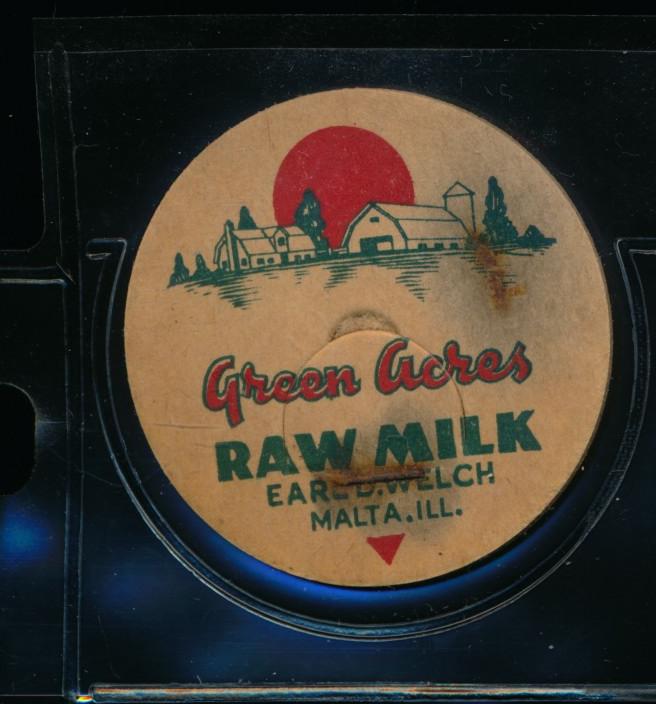 Green Acres
RAW MILK
EARL D. WELCH
MALTA. ILL.